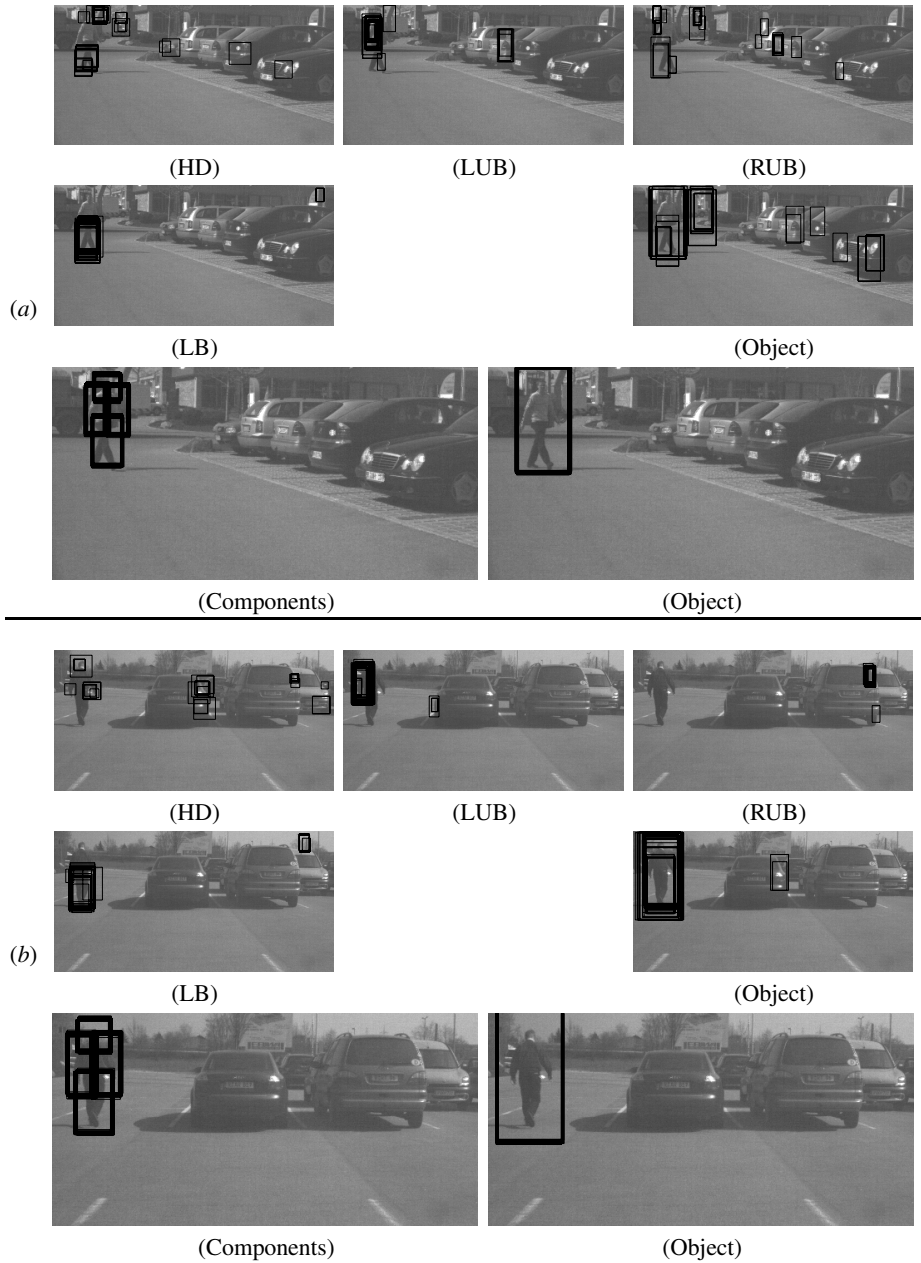 (HD) (LUB) (RUB)
(a)
(LB) (Object)
(Components) (Object)
(HD) (LUB) (RUB)
(b)
(LB) (Object)
(Components) (Object)